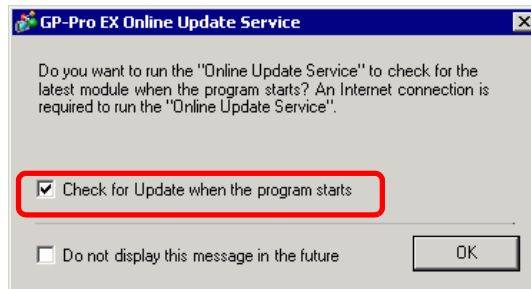 GP-Pro EX Online Update Service
Do you want to run the "Online Update Service" to check for the
latest module when the program starts? An Internet connection is
required to run the "Online Update Service".
Check for Update when the program starts
Do not display this message in the future
OK